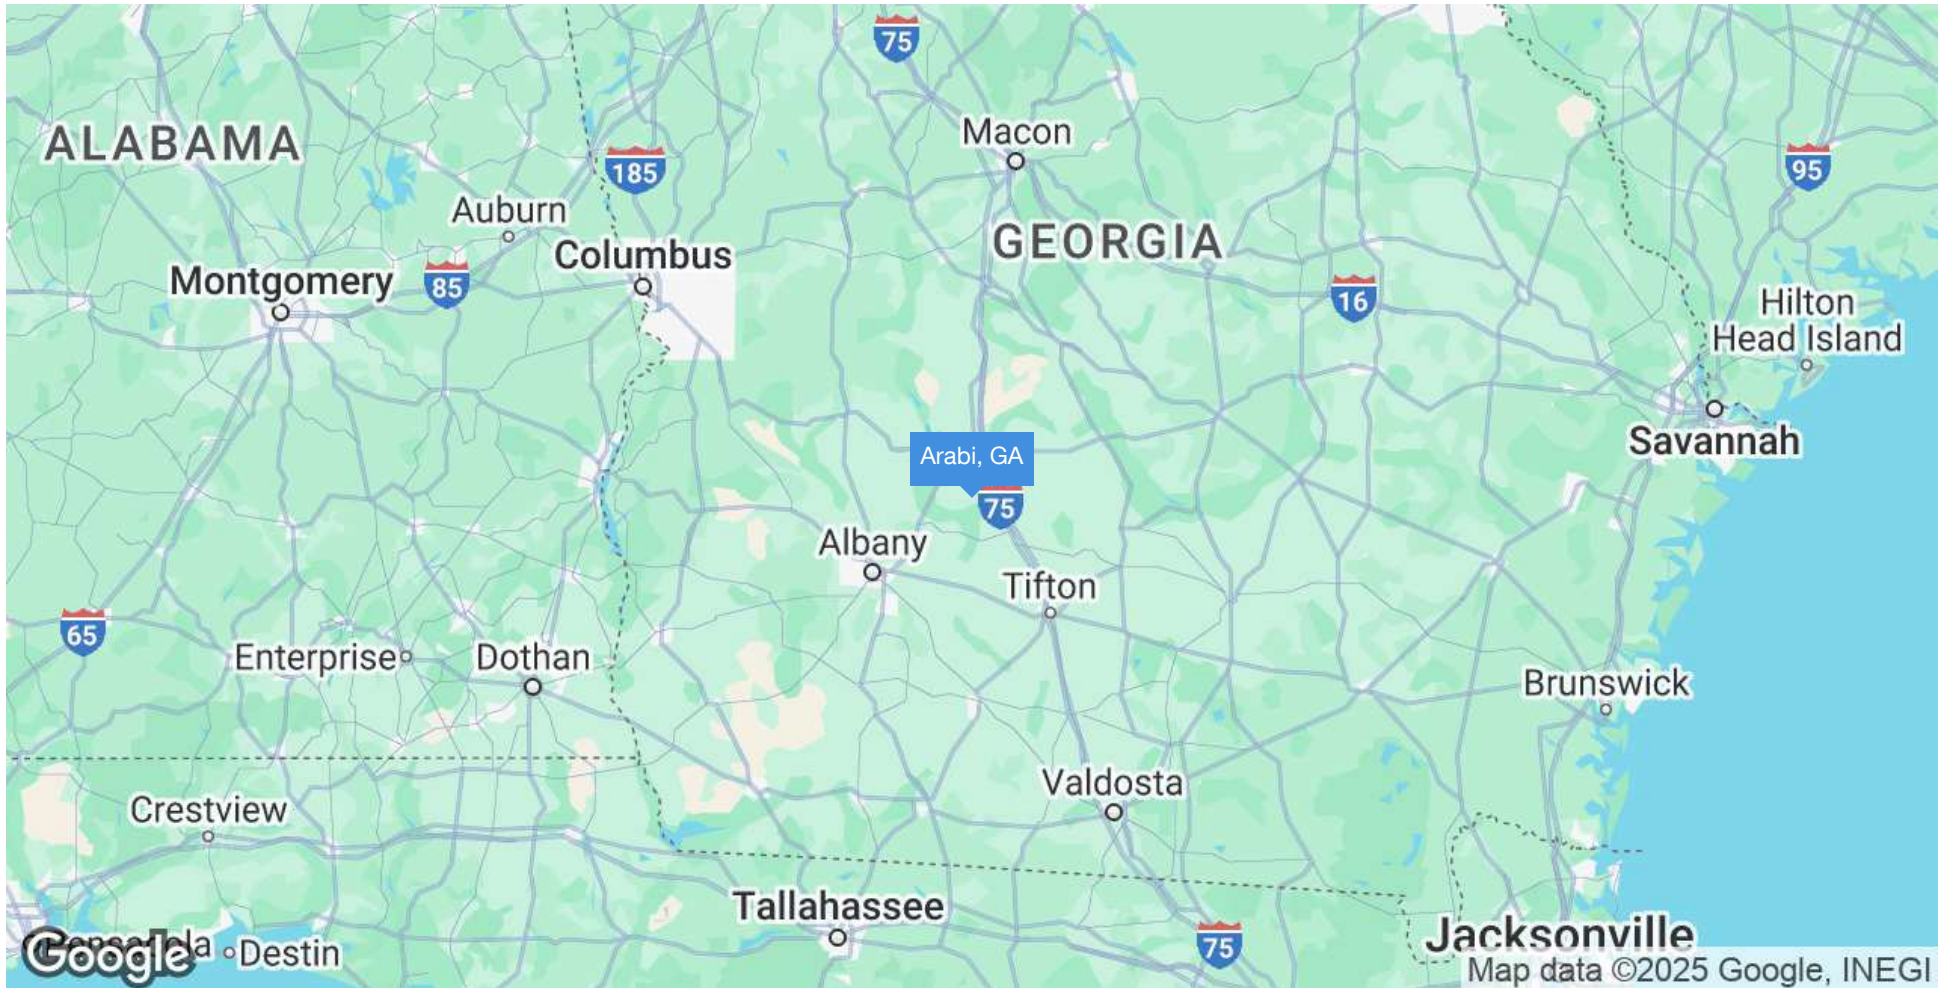 75
Macon
ALABAMA
185
95
Auburn
GEORGIA
Columbus
Montgomery
85
16
Hilton
Head Island
Savannah
Arabi, GA
75
Albany
Tifton
65
Enterprise
Dothan
Brunswick
Valdosta
Crestview
Tallahassee
Jacksonville
75
Pensacola
Google
Destin
Map data ©2025 Google, INEGI